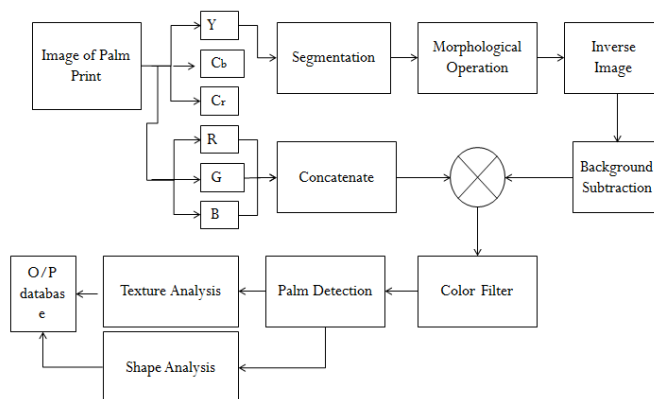 Image of Palm
Print
Y
Cb
Cr
R
G
B
Segmentation
Morphological
Operation
Inverse
Image
Concatenate
Background
Subtraction
O/P
databas
e
Texture Analysis
Palm Detection
Color Filter
Shape Analysis